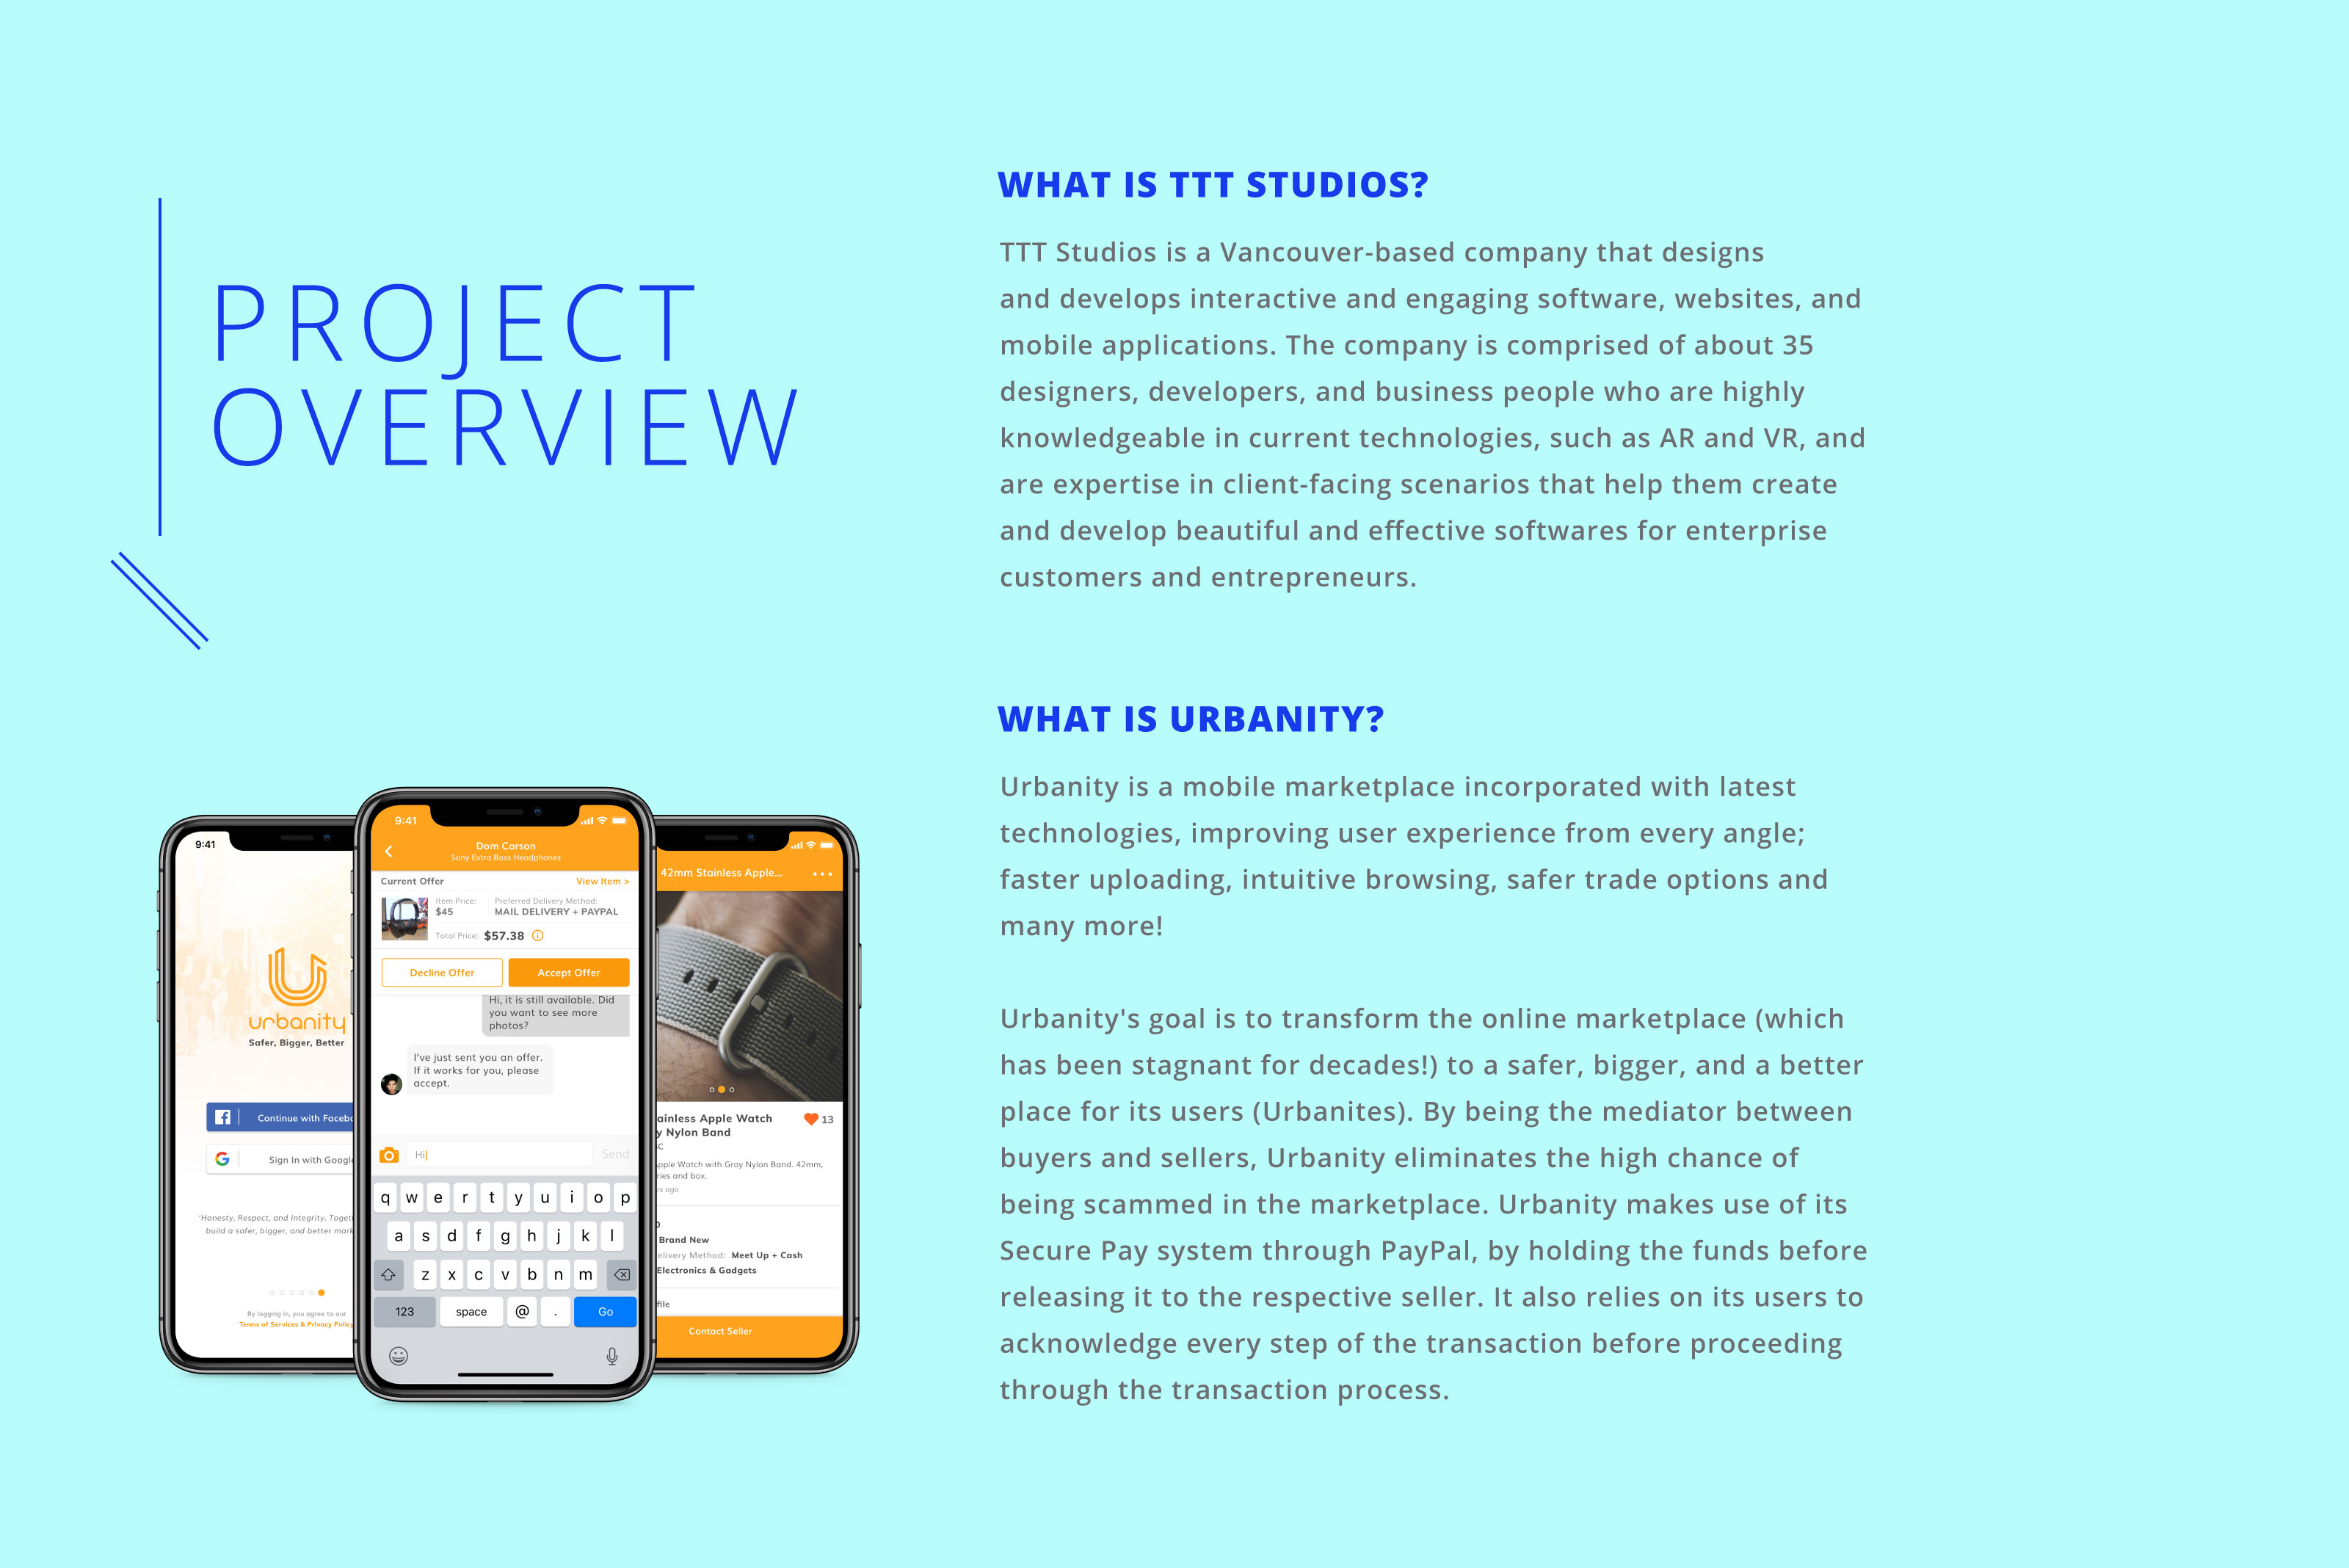 PROJECT
OVERVIEW
WHAT IS TTT STUDIOS?
TTT Studios is a Vancouver-based company that designs
and develops interactive and engaging software, websites, and
mobile applications. The company is comprised of about 35
designers, developers, and business people who are highly
knowledgeable in current technologies, such as AR and VR, and
are expertise in client-facing scenarios that help them create
and develop beautiful and effective softwares for enterprise
customers and entrepreneurs.
WHAT IS URBANITY?
Urbanity is a mobile marketplace incorporated with latest
technologies, improving user experience from every angle;
faster uploading, intuitive browsing, safer trade options and
many more!
Urbanity's goal is to transform the online marketplace (which
has been stagnant for decades!) to a safer, bigger, and a better
place for its users (Urbanites). By being the mediator between
buyers and sellers, Urbanity eliminates the high chance of
being scammed in the marketplace. Urbanity makes use of its
Secure Pay system through PayPal, by holding the funds before
releasing it to the respective seller. It also relies on its users to
acknowledge every step of the transaction before proceeding
through the transaction process.
9:41
urbanity
Safer, Bigger, Better
Continue with Facebo
Sign In with Google
"Honesty, Respect, and Integrity. Togeth
build a safer, bigger, and better mark
By logging in, you agree to our
Terms of Services & Privacy Policy
9:41
Dom Carson
Sony Extra Bass Headphones
Current Offer
View Item >
Item Price:
$45
Preferred Delivery Method:
MAIL DELIVERY + PAYPAL
Total Price: $57.38
Decline Offer
Accept Offer
Hi, it is still available. Did
you want to see more
photos?
I've just sent you an offer.
If it works for you, please
accept.
Hi
Send
q w e r t y u i o p
a s d f g h j k l
z x c v b n m
123 space @ . Go
42mm Stainless Apple...
ainless Apple Watch
y Nylon Band
13
C
pple Watch with Gray Nylon Band. 42mm,
ries and box.
rs ago
Brand New
elivery Method: Meet Up + Cash
Electronics & Gadgets
file
Contact Seller